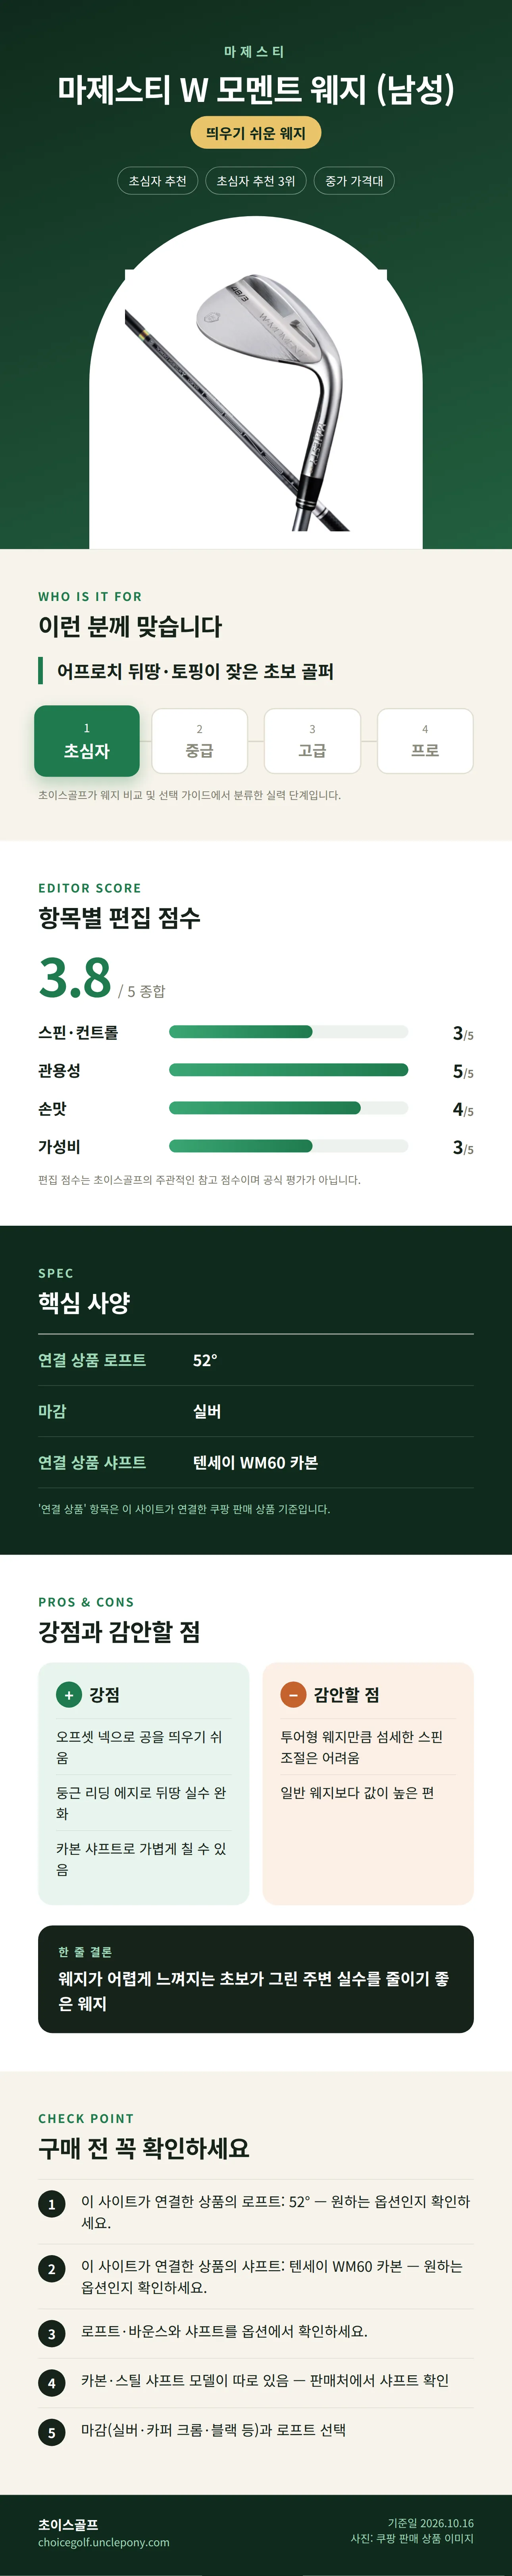 마제스티
마제스티 W 모멘트 웨지 (남성)
띄우기 쉬운 웨지
초심자 추천
초심자 추천 3위
중가 가격대
WHO IS IT FOR
이런 분께 맞습니다
어프로치 뒤땅·토핑이 잦은 초보 골퍼
1
초심자
2
중급
3
고급
4
프로
초이스골프가 웨지 비교 및 선택 가이드에서 분류한 실력 단계입니다.
EDITOR SCORE
항목별 편집 점수
3.8 / 5 종합
스핀·컨트롤 3/5
관용성 5/5
손맛 4/5
가성비 3/5
편집 점수는 초이스골프의 주관적인 참고 점수이며 공식 평가가 아닙니다.
SPEC
핵심 사양
연결 상품 로프트 52°
마감 실버
연결 상품 샤프트 텐세이 WM60 카본
'연결 상품' 항목은 이 사이트가 연결한 쿠팡 판매 상품 기준입니다.
PROS & CONS
강점과 감안할 점
+ 강점
오프셋 넥으로 공을 띄우기 쉬
움
둥근 리딩 에지로 뒤땅 실수 완
화
카본 샤프트로 가볍게 칠 수 있
음
− 감안할 점
투어형 웨지만큼 섬세한 스핀
조절은 어려움
일반 웨지보다 값이 높은 편
한 줄 결론
웨지가 어렵게 느껴지는 초보가 그린 주변 실수를 줄이기 좋
은 웨지
CHECK POINT
구매 전 꼭 확인하세요
1 이 사이트가 연결한 상품의 로프트: 52° — 원하는 옵션인지 확인하
세요.
2 이 사이트가 연결한 상품의 샤프트: 텐세이 WM60 카본 — 원하는
옵션인지 확인하세요.
3 로프트·바운스와 샤프트를 옵션에서 확인하세요.
4 카본·스틸 샤프트 모델이 따로 있음 — 판매처에서 샤프트 확인
5 마감(실버·카퍼 크롬·블랙 등)과 로프트 선택
초이스골프
choicegolf.unclepony.com
기준일 2026.10.16
사진: 쿠팡 판매 상품 이미지